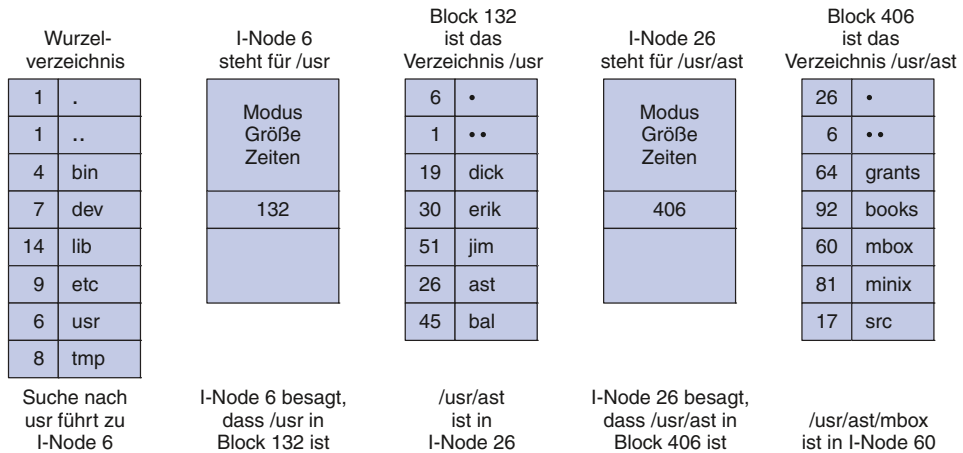 Wurzel-
verzeichnis
1 .
1 ..
4 bin
7 dev
14 lib
9 etc
6 usr
8 tmp
Suche nach
usr führt zu
I-Node 6
I-Node 6
steht für /usr
Modus
Größe
Zeiten
132
I-Node 6 besagt,
dass /usr in
Block 132 ist
Block 132
ist das
Verzeichnis /usr
6 •
1 ••
19 dick
30 erik
51 jim
26 ast
45 bal
/usr/ast
ist in
I-Node 26
I-Node 26
steht für /usr/ast
Modus
Größe
Zeiten
406
I-Node 26 besagt,
dass /usr/ast in
Block 406 ist
Block 406
ist das
Verzeichnis /usr/ast
26 •
6 ••
64 grants
92 books
60 mbox
81 minix
17 src
/usr/ast/mbox
ist in I-Node 60